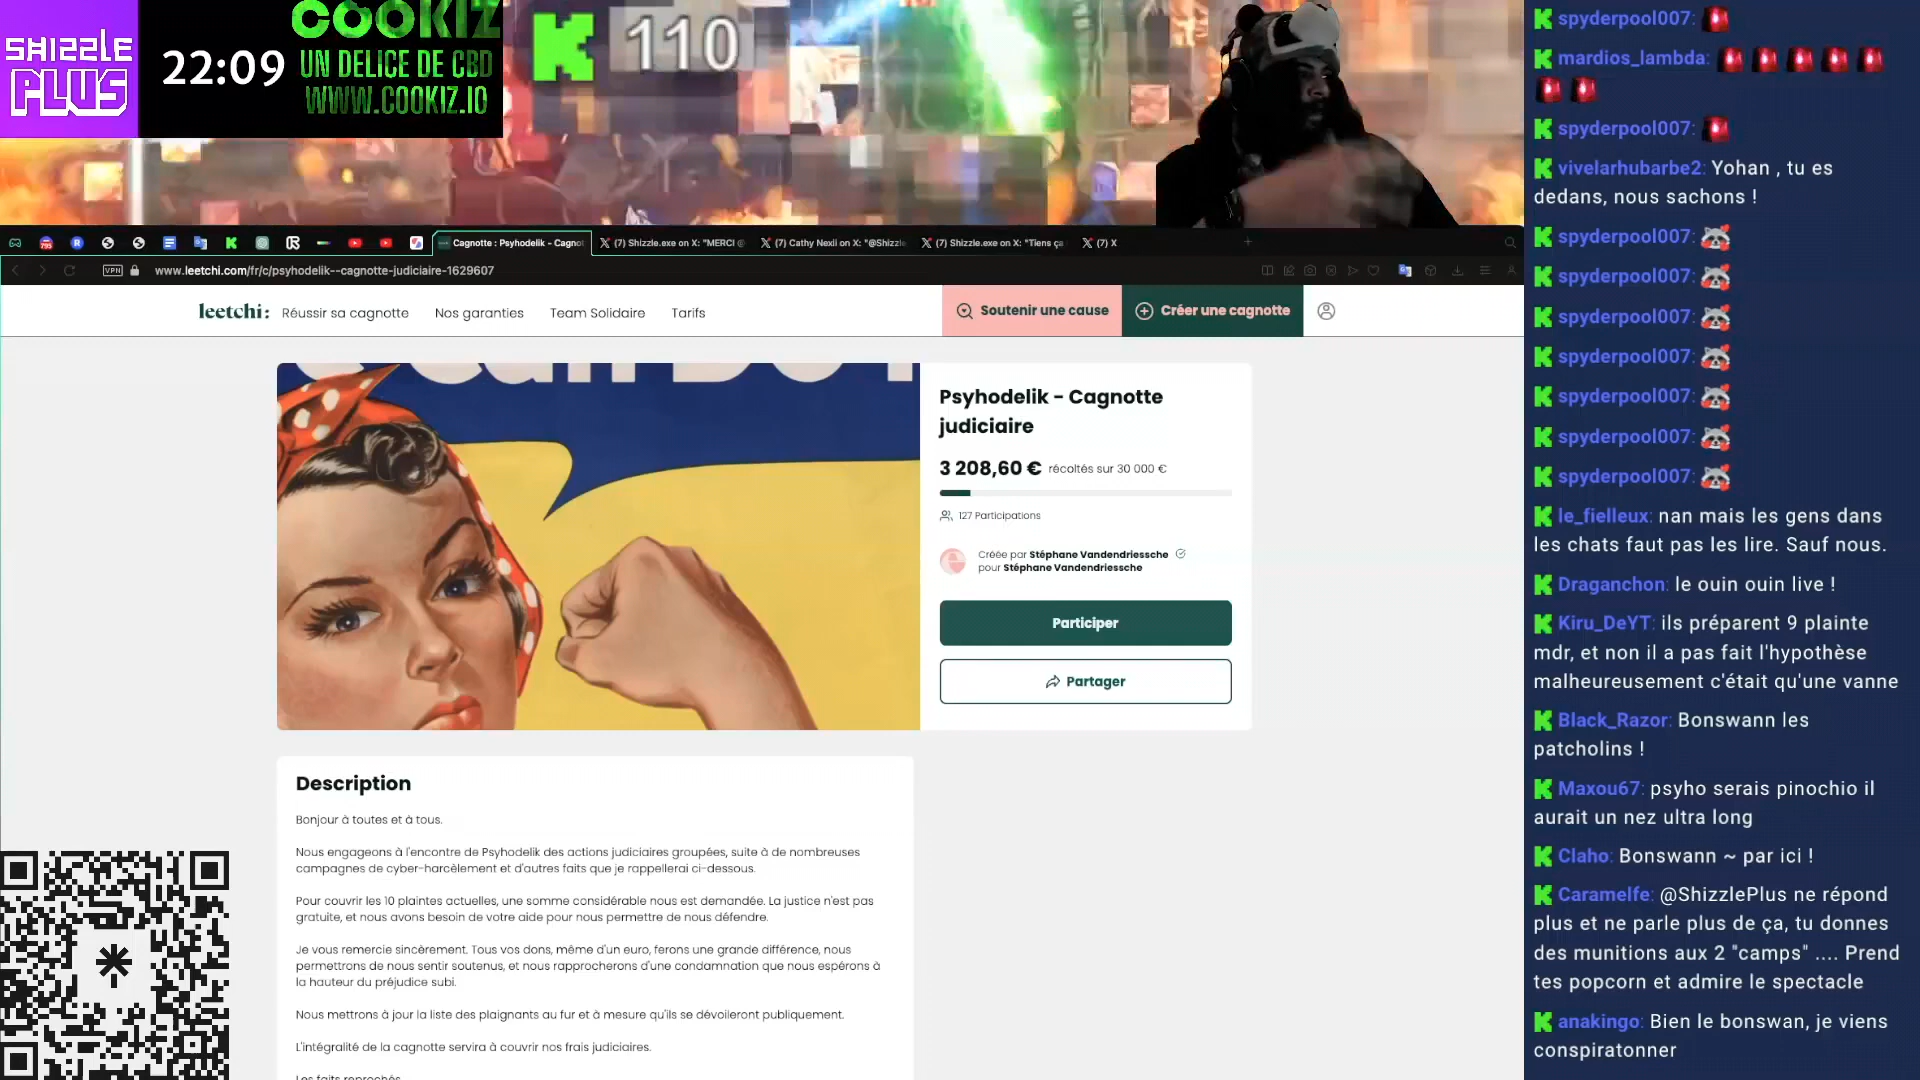 SHIZZLE
PLUS
22:09
COOKIZ
UN DELICE DE CBD
WWW.COOKIZ.IO
K 110
Cagnotte : Psyhodelik - Cagnot
(7) Shizzle.exe on X: "MERCI @
(7) Cathy Nexii on X: "@Shizzle
(7) Shizzle.exe on X: "Tiens ça
(7) X
VPN
www.leetchi.com/fr/c/psyhodelik--cagnotte-judiciaire-1629607
leetchi:
Réussir sa cagnotte
Nos garanties
Team Solidaire
Tarifs
Soutenir une cause
Créer une cagnotte
Psyhodelik - Cagnotte
judiciaire
3 208,60 € récoltés sur 30 000 €
127 Participations
Créée par Stéphane Vandendriessche
pour Stéphane Vandendriessche
Participer
Partager
Description
Bonjour à toutes et à tous.
Nous engageons à l'encontre de Psyhodelik des actions judiciaires groupées, suite à de nombreuses
campagnes de cyber-harcèlement et d'autres faits que je rappellerai ci-dessous.
Pour couvrir les 10 plaintes actuelles, une somme considérable nous est demandée. La justice n'est pas
gratuite, et nous avons besoin de votre aide pour nous permettre de nous défendre.
Je vous remercie sincèrement. Tous vos dons, même d'un euro, ferons une grande différence, nous
permettrons de nous sentir soutenus, et nous rapprocherons d'une condamnation que nous espérons à
la hauteur du préjudice subi.
Nous mettrons à jour la liste des plaignants au fur et à mesure qu'ils se dévoileront publiquement.
L'intégralité de la cagnotte servira à couvrir nos frais judiciaires.
Les faits reprochés
spyderpool007:
mardios_lambda:
spyderpool007:
vivelarhubarbe2: Yohan , tu es
dedans, nous sachons !
spyderpool007:
spyderpool007:
spyderpool007:
spyderpool007:
spyderpool007:
spyderpool007:
spyderpool007:
le_fielleux: nan mais les gens dans
les chats faut pas les lire. Sauf nous.
Draganchon: le ouin ouin live !
Kiru_DeYT: ils préparent 9 plainte
mdr, et non il a pas fait l'hypothèse
malheureusement c'était qu'une vanne
Black_Razor: Bonswann les
patcholins !
Maxou67: psyho serais pinochio il
aurait un nez ultra long
Claho: Bonswann ~ par ici !
Caramelfe: @ShizzlePlus ne répond
plus et ne parle plus de ça, tu donnes
des munitions aux 2 "camps" .... Prend
tes popcorn et admire le spectacle
anakingo: Bien le bonswan, je viens
conspiratonner